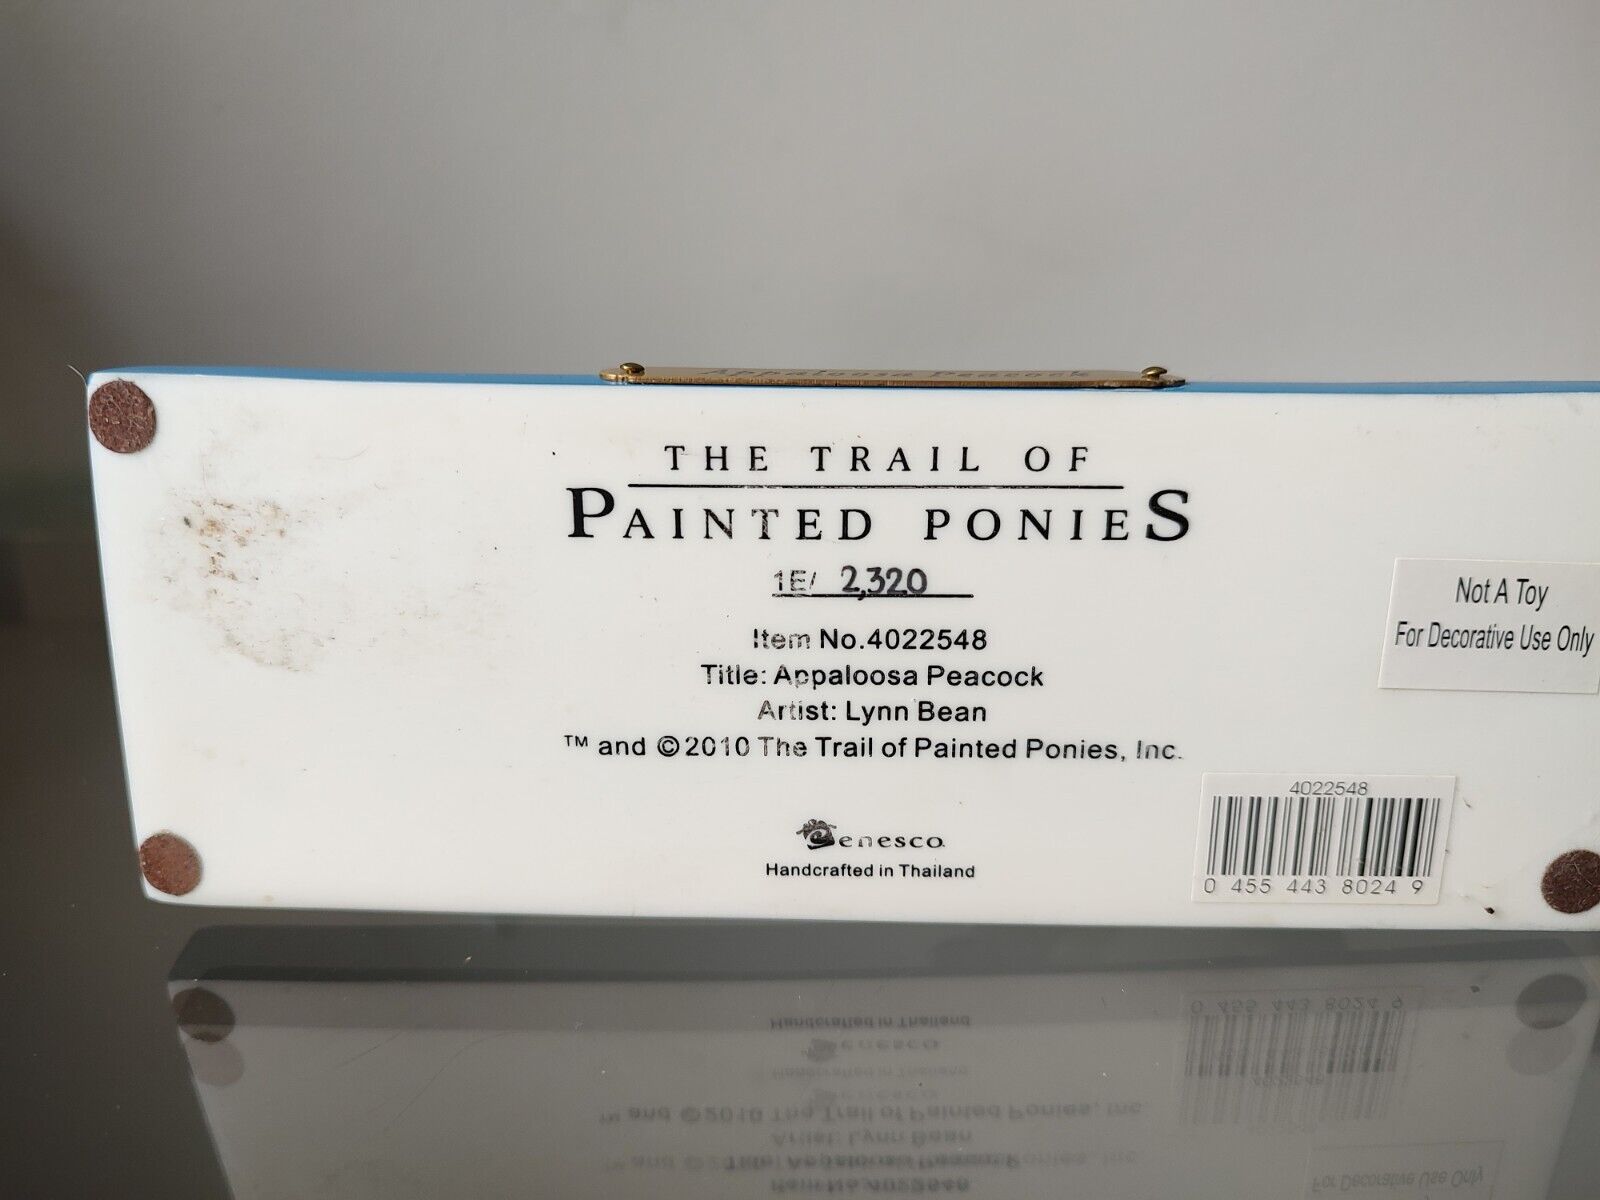 Appaloosa Peacock
THE TRAIL OF
PAINTED PONIES
1E/ 2,320
Item No.4022548
Title: Appaloosa Peacock
Artist: Lynn Bean
™ and ©2010 The Trail of Painted Ponies, Inc.
Enesco
Handcrafted in Thailand
Not A Toy
For Decorative Use Only
4022548
0 455 443 8024 9